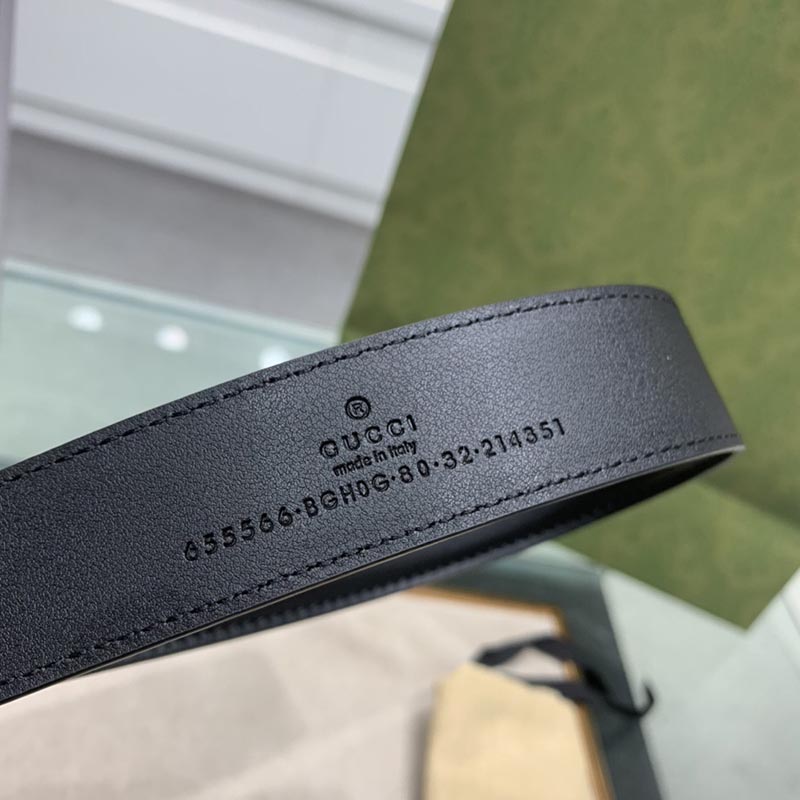 ®
GUCCI
made in Italy
655566·BGH0G·80·32·214351